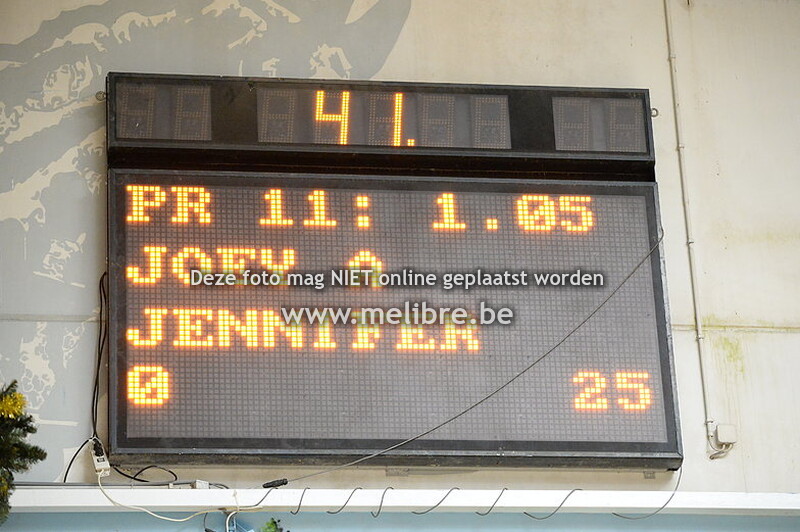 41.
PR 11: 1.05
JOEY
Deze foto mag NIET online geplaatst worden
JENNIFER
www.melibre.be
0 25